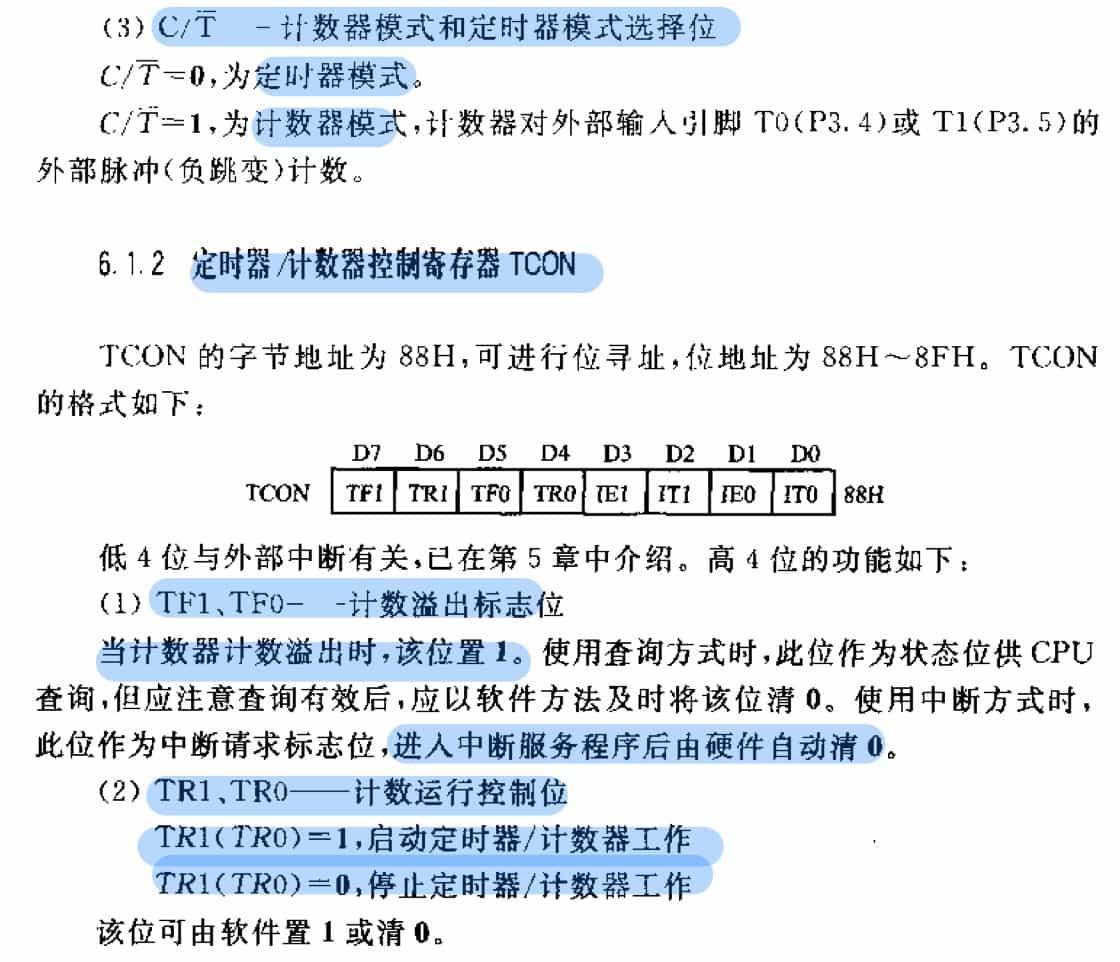 (3) C/T̅ - 计数器模式和定时器模式选择位
C/T̅=0,为定时器模式。
C/T̅=1,为计数器模式,计数器对外部输入引脚 T0(P3.4)或 T1(P3.5)的
外部脉冲(负跳变)计数。
6.1.2 定时器/计数器控制寄存器 TCON
TCON 的字节地址为 88H,可进行位寻址,位地址为 88H～8FH。TCON
的格式如下:
D7 D6 D5 D4 D3 D2 D1 D0
TCON TF1 TR1 TF0 TR0 IE1 IT1 IE0 IT0 88H
低 4 位与外部中断有关,已在第 5 章中介绍。高 4 位的功能如下:
(1) TF1、TF0- -计数溢出标志位
当计数器计数溢出时,该位置 1。使用查询方式时,此位作为状态位供 CPU
查询,但应注意查询有效后,应以软件方法及时将该位清 0。使用中断方式时,
此位作为中断请求标志位,进入中断服务程序后由硬件自动清 0。
(2) TR1、TR0——计数运行控制位
TR1(TR0)=1,启动定时器/计数器工作
TR1(TR0)=0,停止定时器/计数器工作
该位可由软件置 1 或清 0。